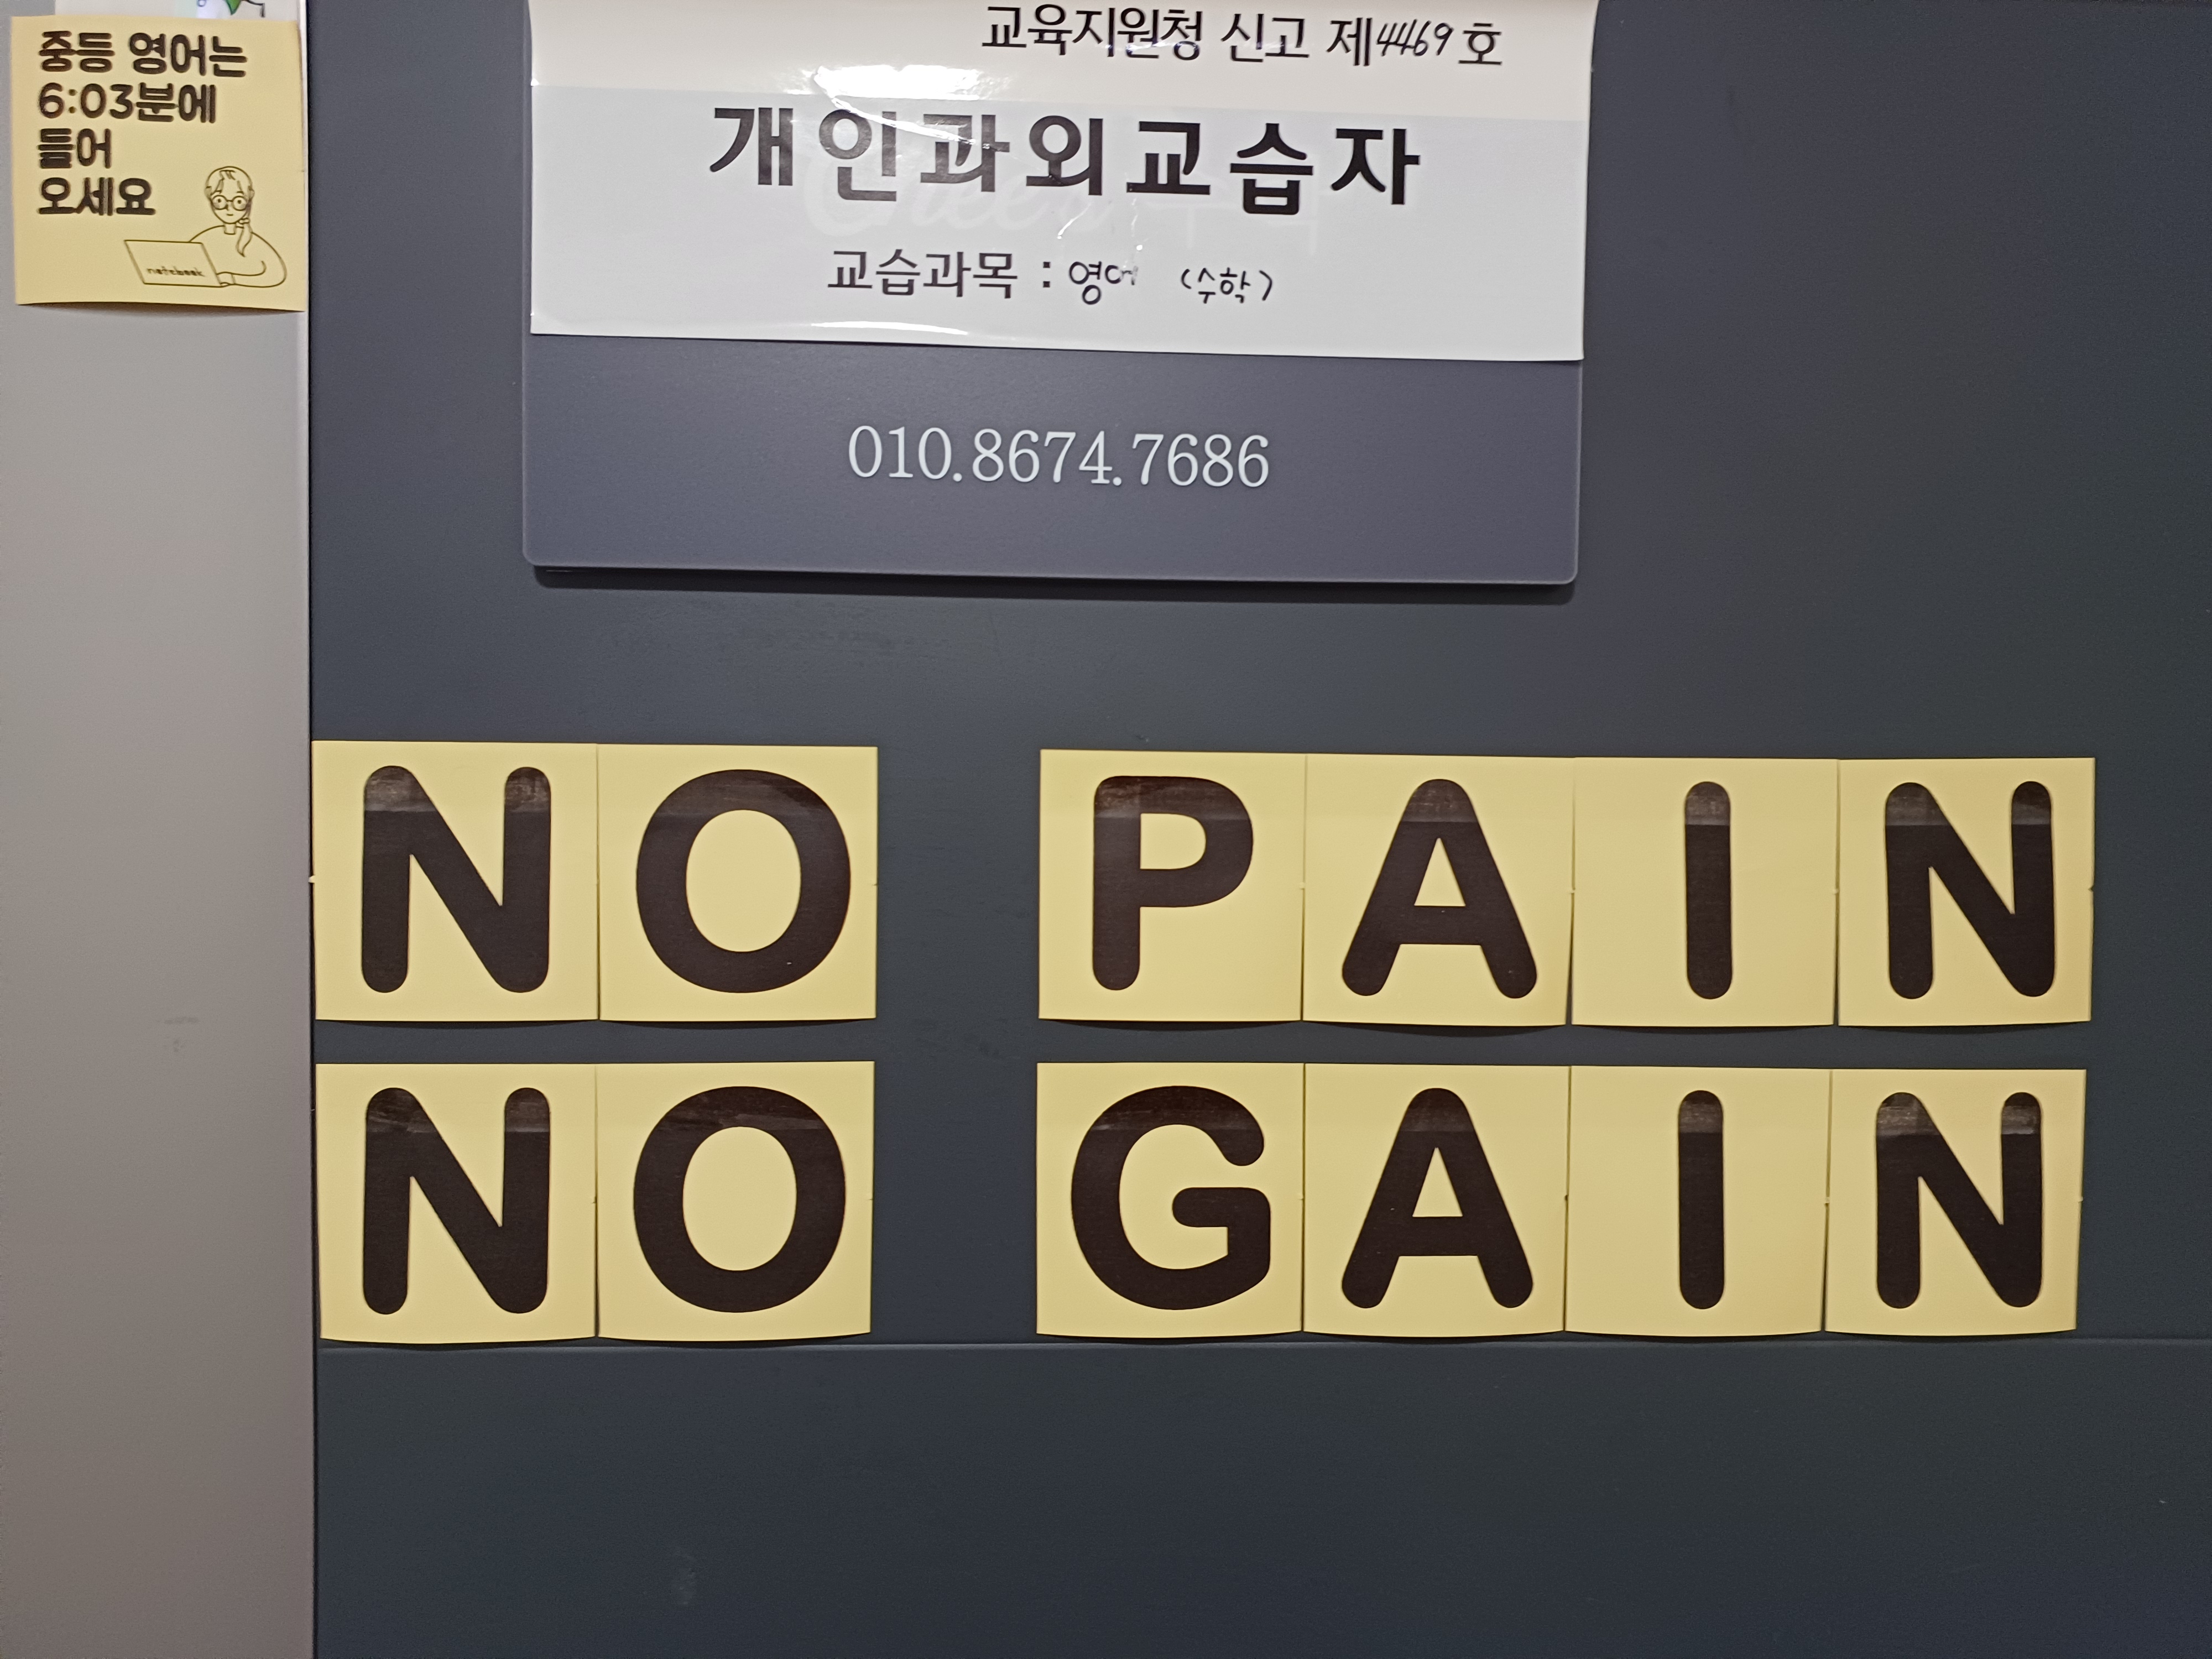 중등 영어는
6:03분에
들어
오세요
notebook
교육지원청 신고 제4469호
개인과외교습자
교습과목 : 영어 (수학)
010.8674.7686
NO PAIN
NO GAIN